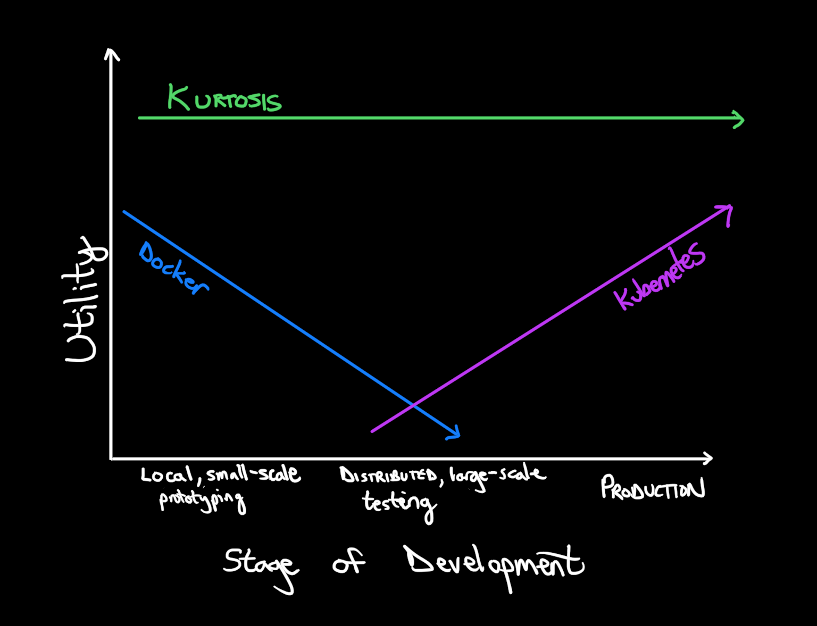 KURTOSIS
Docker
Kubernetes
Utility
LOCAL, small-scale
prototyping
DISTRIBUTED, large-scale
testing
PRODUCTION
Stage of Development